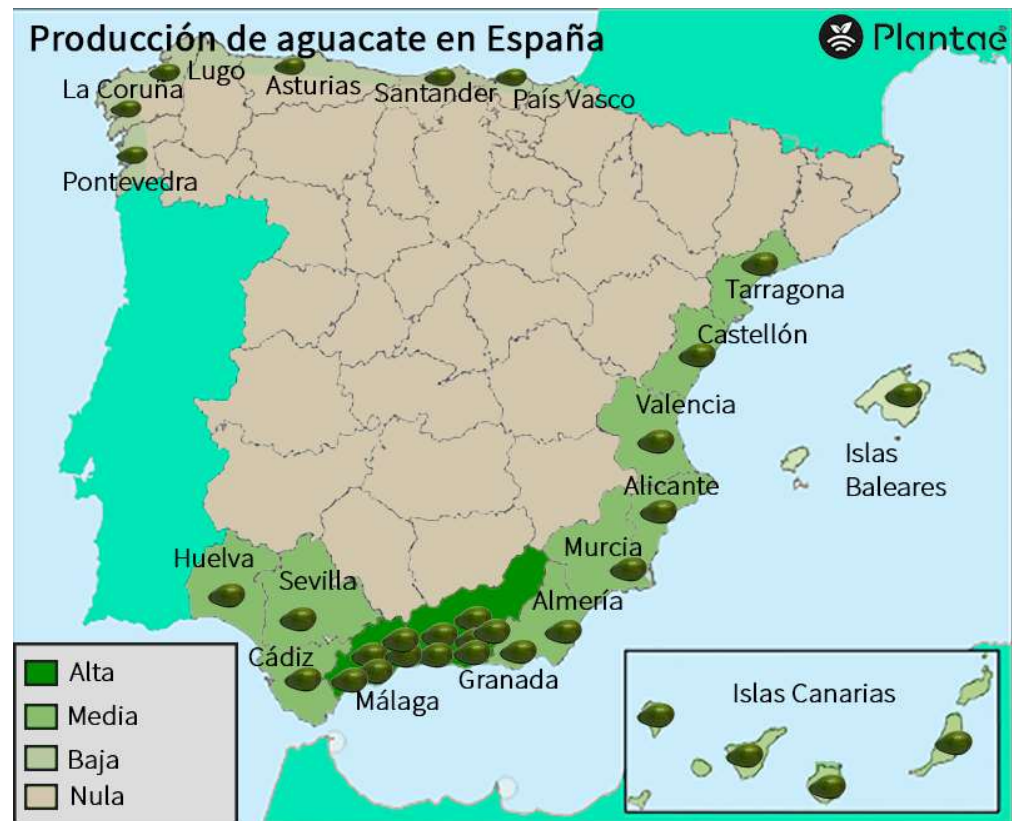 Producción de aguacate en España
Plantae
La Coruña
Lugo
Asturias
Santander
País Vasco
Pontevedra
Tarragona
Castellón
Valencia
Islas
Baleares
Alicante
Huelva
Sevilla
Murcia
Almería
Cádiz
Málaga
Granada
Islas Canarias
Alta
Media
Baja
Nula